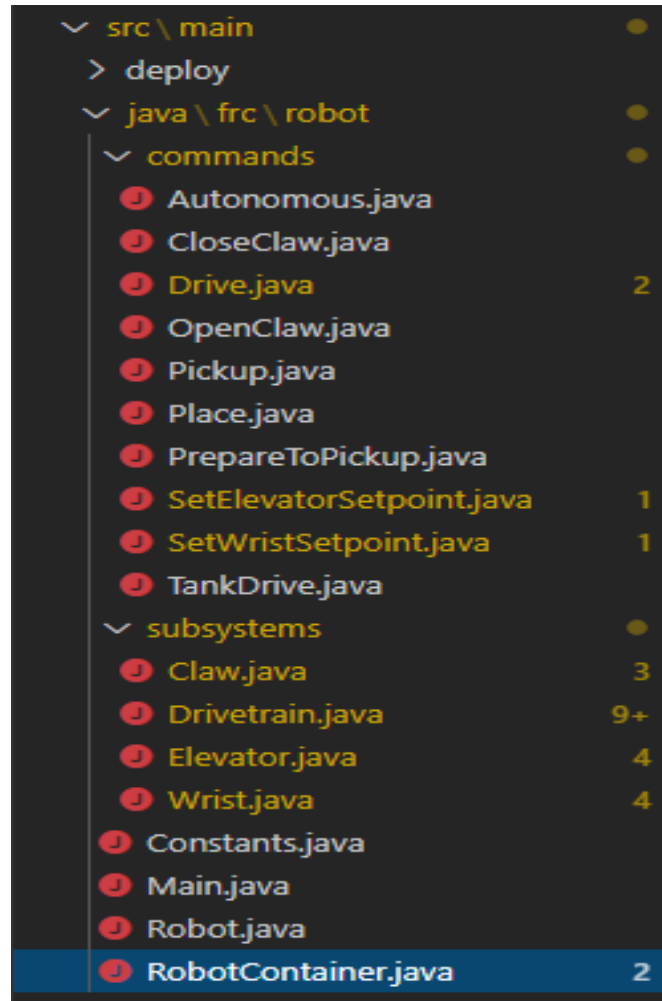 src \ main
deploy
java \ frc \ robot
commands
Autonomous.java
CloseClaw.java
Drive.java 2
OpenClaw.java
Pickup.java
Place.java
PrepareToPickup.java
SetElevatorSetpoint.java 1
SetWristSetpoint.java 1
TankDrive.java
subsystems
Claw.java 3
Drivetrain.java 9+
Elevator.java 4
Wrist.java 4
Constants.java
Main.java
Robot.java
RobotContainer.java 2